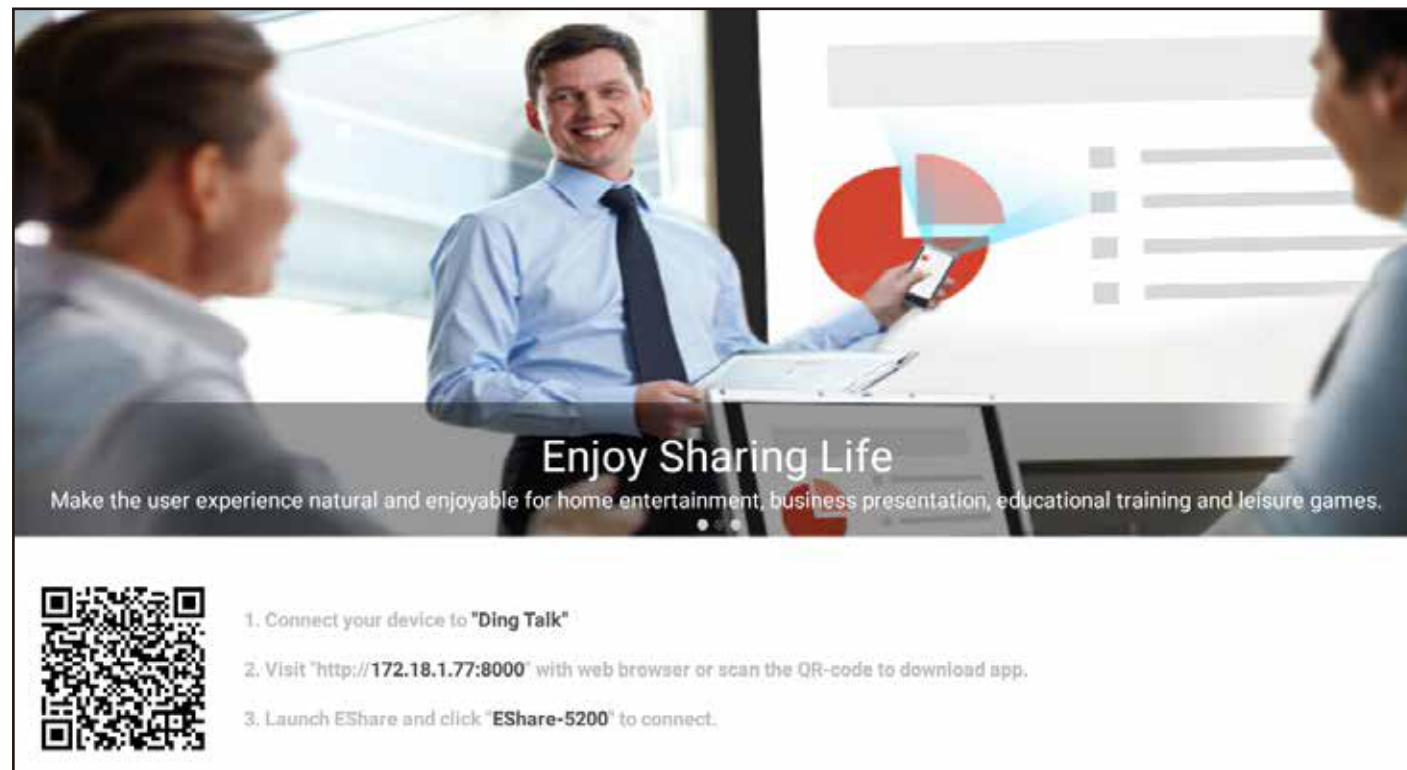 Enjoy Sharing Life
Make the user experience natural and enjoyable for home entertainment, business presentation, educational training and leisure games.
1. Connect your device to "Ding Talk"
2. Visit "http://172.18.1.77:8000" with web browser or scan the QR-code to download app.
3. Launch EShare and click "EShare-5200" to connect.